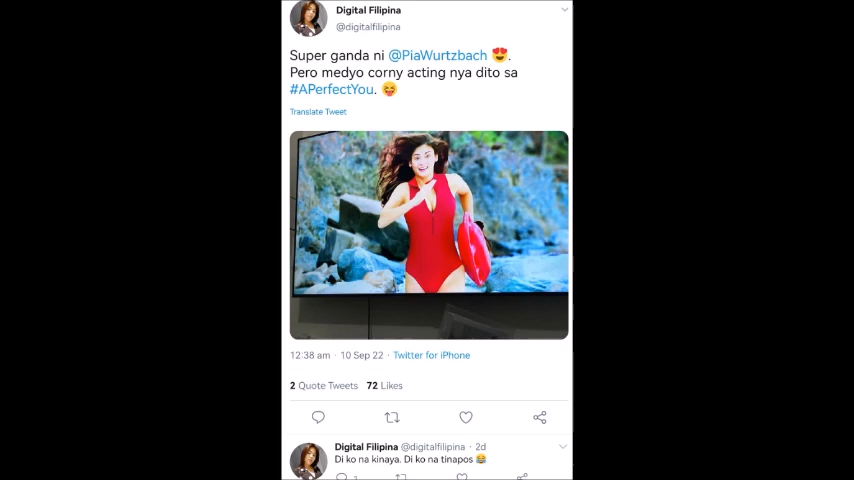 Digital Filipina
@digitalfilipina
Super ganda ni @PiaWurtzbach 😍.
Pero medyo corny acting nya dito sa
#APerfectYou. 😝
Translate Tweet
12:38 am · 10 Sep 22 · Twitter for iPhone
2 Quote Tweets 72 Likes
Digital Filipina @digitalfilipina · 2d
Di ko na kinaya. Di ko na tinapos 😂
1